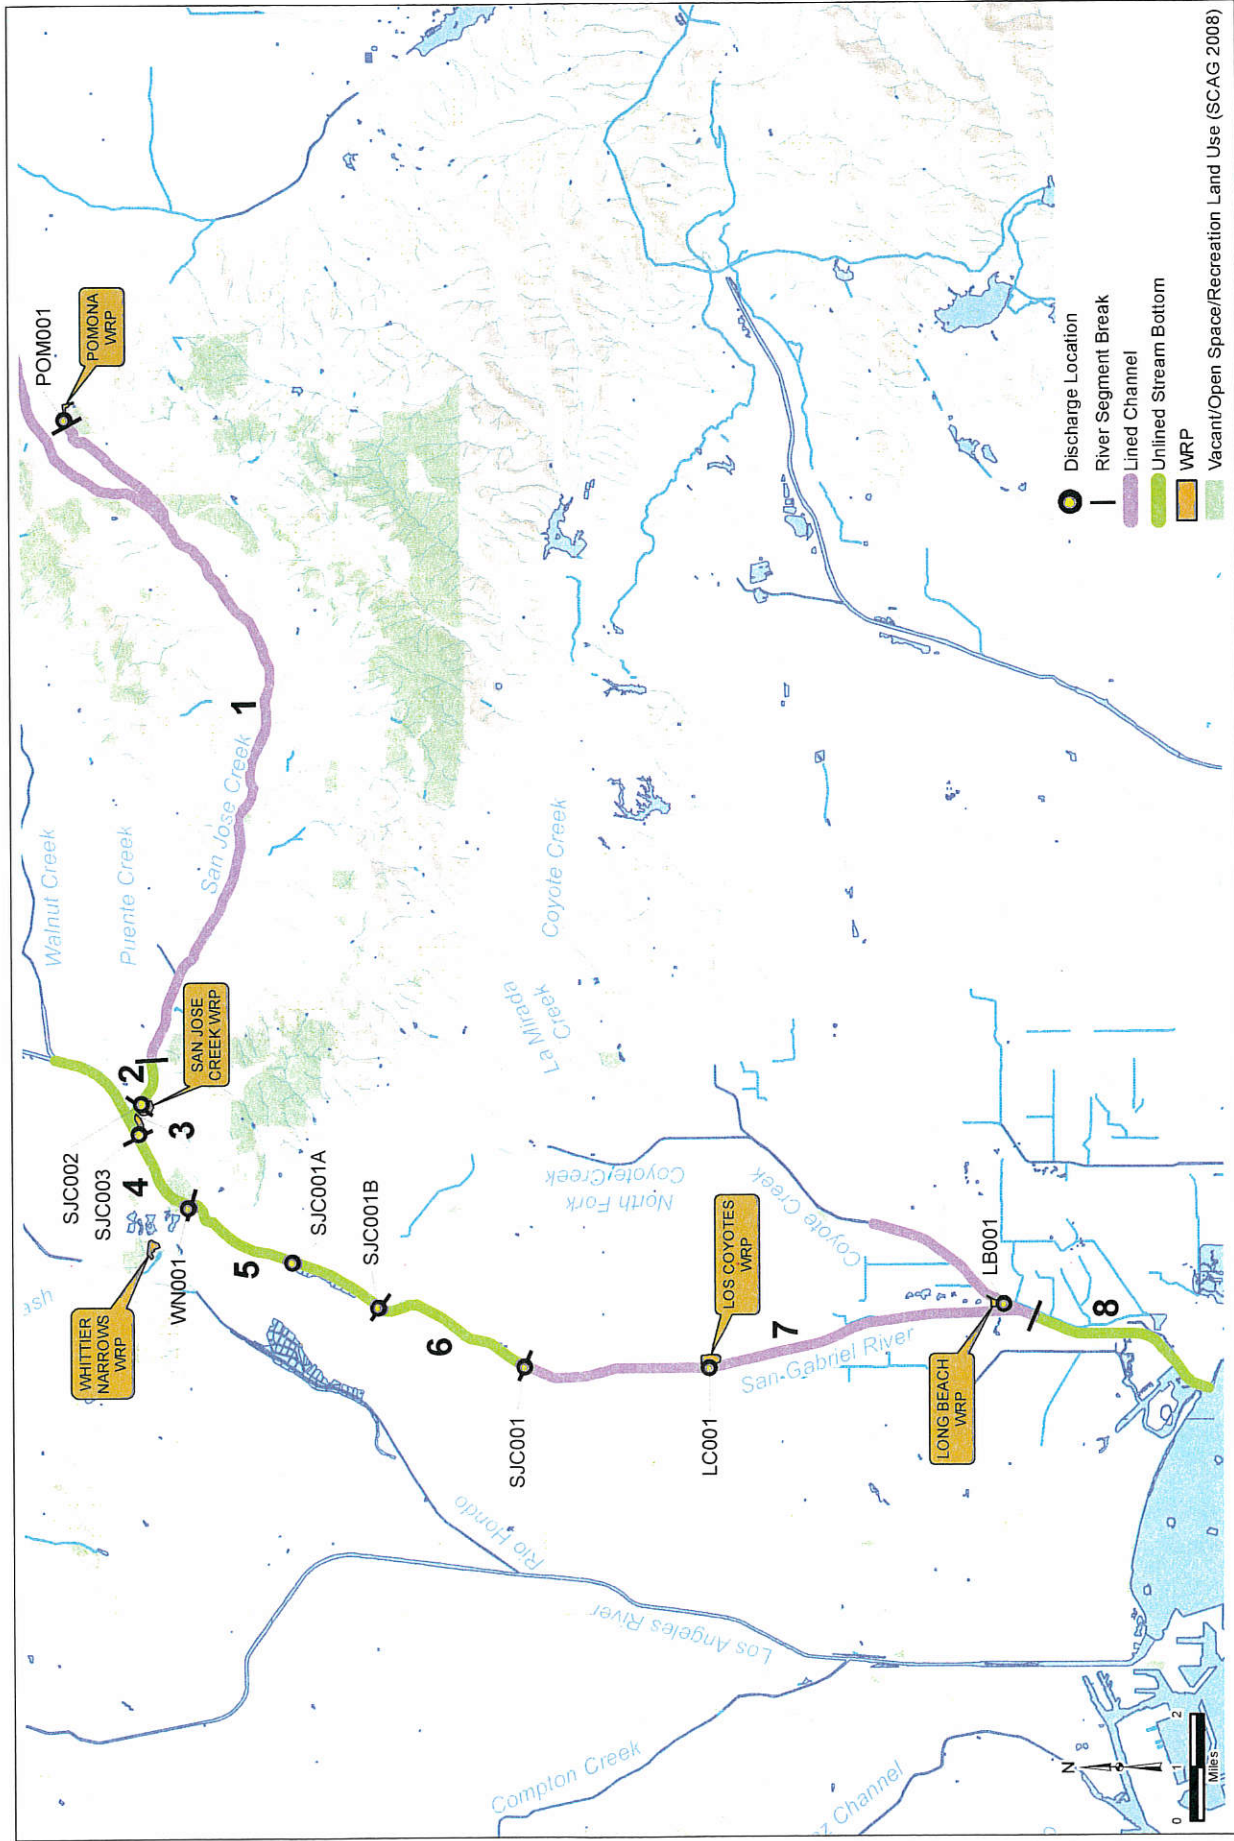 POM001
POMONA
WRP
Walnut Creek
Puente Creek
San Jose Creek
1
2
SAN JOSE
CREEK WRP
3
SJC002
SJC003
4
WHITTIER
NARROWS
WRP
WN001
5
SJC001A
SJC001B
6
SJC001
ash
La Mirada
Creek
Coyote Creek
North Fork
Coyote Creek
Coyote Creek
LOS COYOTES
WRP
LC001
7
San Gabriel River
LB001
LONG BEACH
WRP
8
Rio Hondo
Los Angeles River
Compton Creek
ez Channel
N
0
1
2
Miles
Discharge Location
River Segment Break
Lined Channel
Unlined Stream Bottom
WRP
Vacant/Open Space/Recreation Land Use (SCAG 2008)